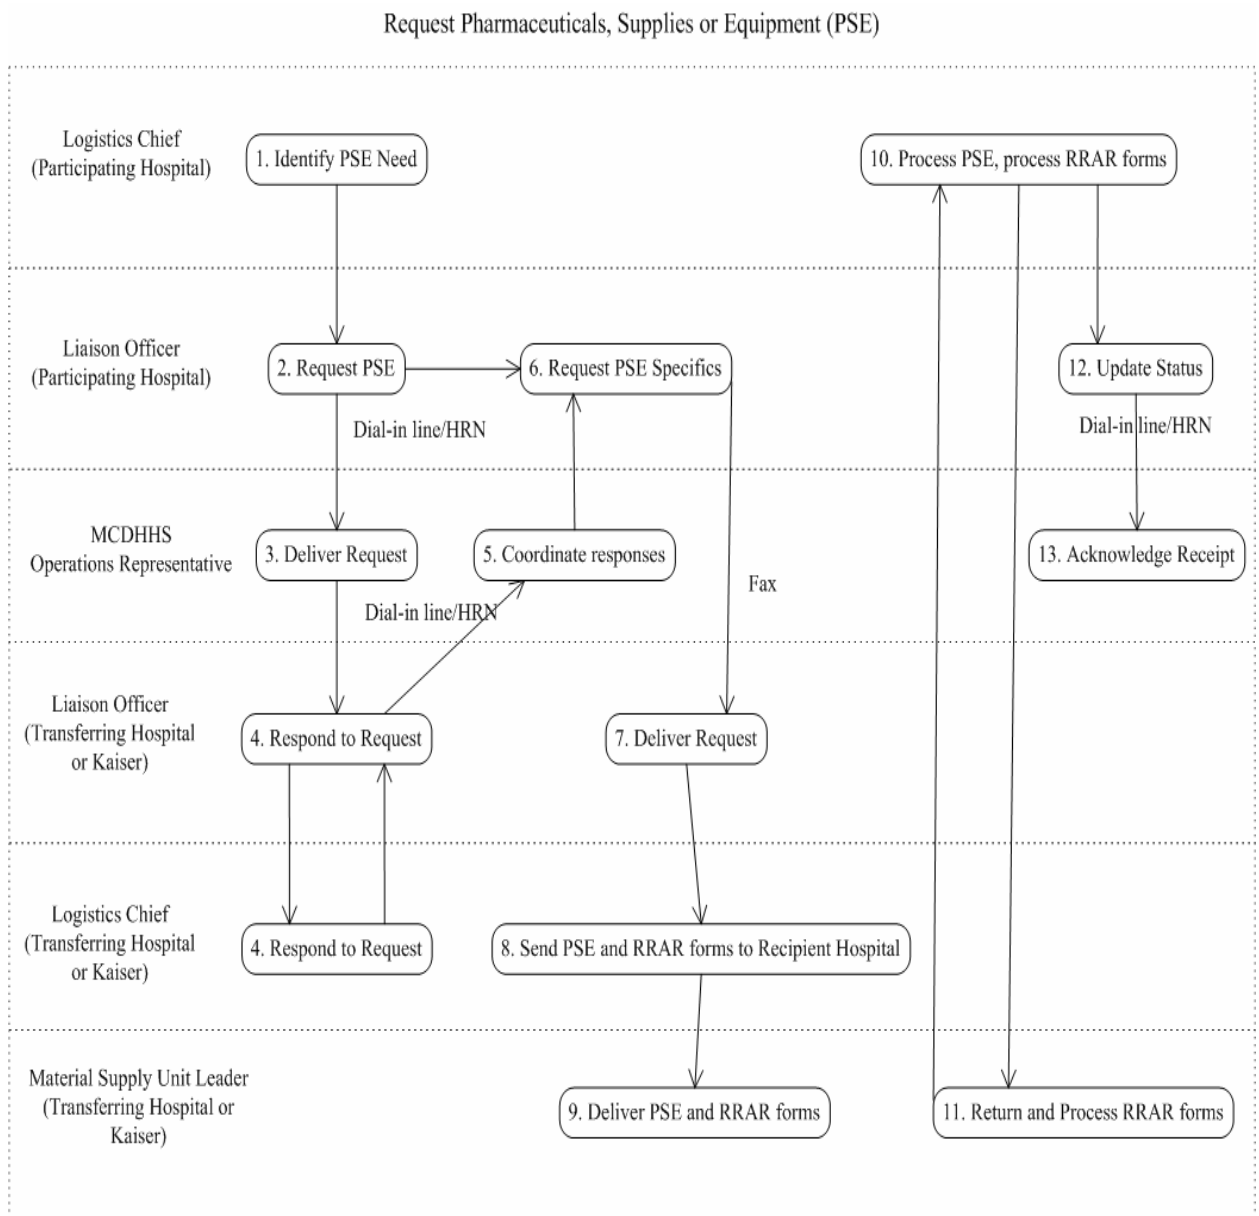 Request Pharmaceuticals, Supplies or Equipment (PSE)
Logistics Chief
(Participating Hospital)
1. Identify PSE Need
10. Process PSE, process RRAR forms
Liaison Officer
(Participating Hospital)
2. Request PSE
6. Request PSE Specifics
12. Update Status
Dial-in line/HRN
Dial-in line/HRN
MCDHHS
Operations Representative
3. Deliver Request
5. Coordinate responses
13. Acknowledge Receipt
Dial-in line/HRN
Fax
Liaison Officer
(Transferring Hospital
or Kaiser)
4. Respond to Request
7. Deliver Request
Logistics Chief
(Transferring Hospital
or Kaiser)
4. Respond to Request
8. Send PSE and RRAR forms to Recipient Hospital
Material Supply Unit Leader
(Transferring Hospital or
Kaiser)
9. Deliver PSE and RRAR forms
11. Return and Process RRAR forms